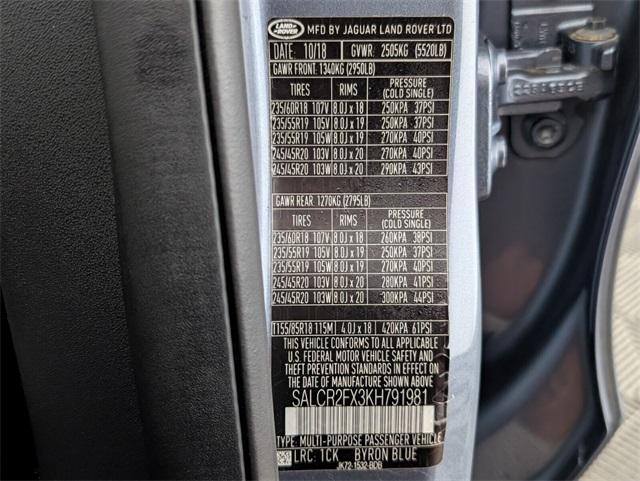 LAND ROVER MFD BY JAGUAR LAND ROVER LTD
DATE: 10/18 GVWR: 2505KG (5520LB)
GAWR FRONT: 1340KG (2950LB)
TIRES RIMS PRESSURE (COLD SINGLE)
235/60R18 107V 8.0J x 18 250KPA 37PSI
235/55R19 105V 8.0J x 19 250KPA 37PSI
235/55R19 105W 8.0J x 19 270KPA 40PSI
245/45R20 103V 8.0J x 20 270KPA 40PSI
245/45R20 103W 8.0J x 20 290KPA 43PSI
GAWR REAR: 1270KG (2795LB)
TIRES RIMS PRESSURE (COLD SINGLE)
235/60R18 107V 8.0J x 18 260KPA 38PSI
235/55R19 105V 8.0J x 19 250KPA 37PSI
235/55R19 105W 8.0J x 19 270KPA 40PSI
245/45R20 103V 8.0J x 20 280KPA 41PSI
245/45R20 103W 8.0J x 20 300KPA 44PSI
T155/85R18 115M 4.0J x 18 420KPA 61PSI
THIS VEHICLE CONFORMS TO ALL APPLICABLE
U.S. FEDERAL MOTOR VEHICLE SAFETY AND
THEFT PREVENTION STANDARDS IN EFFECT ON
THE DATE OF MANUFACTURE SHOWN ABOVE
SALCR2FX3KH791981
TYPE: MULTI-PURPOSE PASSENGER VEHICLE
LRC: 1CK BYRON BLUE
JK72-1532-BDB